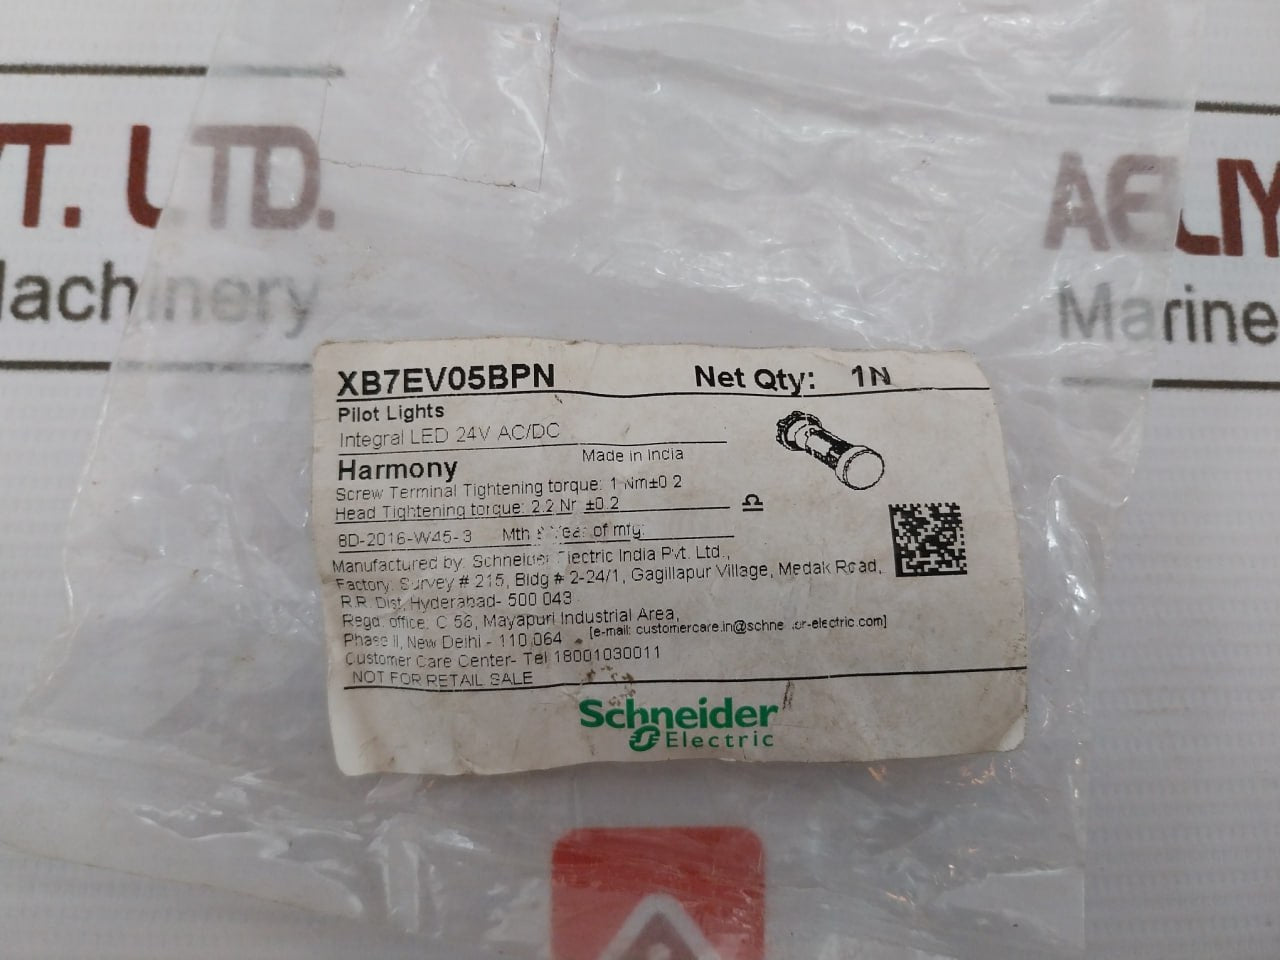 VT. LTD.
Machinery
AELIY
Marine
XB7EV05BPN Net Qty: 1N
Pilot Lights
Integral LED 24V AC/DC
Made in India
Harmony
Screw Terminal Tightening torque: 1 Nm±0.2
Head Tightening torque: 2.2 Nm ±0.2
8D-2016-W45-3 Mth & Year of mfg:
Manufactured by: Schneider Electric India Pvt. Ltd.,
Factory: Survey # 215, Bldg # 2-24/1, Gagillapur Village, Medak Road,
R.R. Dist, Hyderabad- 500 043
Regd. office: C 56, Mayapuri Industrial Area,
Phase II, New Delhi - 110 064 [e-mail: customercare.in@schneider-electric.com]
Customer Care Center- Tel 18001030011
NOT FOR RETAIL SALE
Schneider
Electric